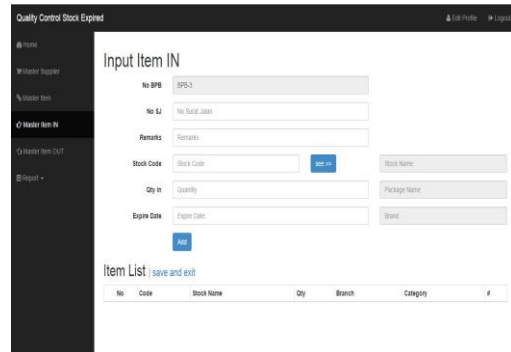 Quality Control Stock Expired
Edit Profile Logout
Home
Master Supplier
Master Item
Master Item IN
Master Item OUT
Report
Input Item IN
No BPB BPB-3
No SJ No Surat Jalan
Remarks Remarks
Stock Code Stock Code see >> Stock Name
Qty In Quantity Package Name
Expire Date Expire Date Brand
Add
Item List | save and exit
No Code Stock Name Qty Branch Category #